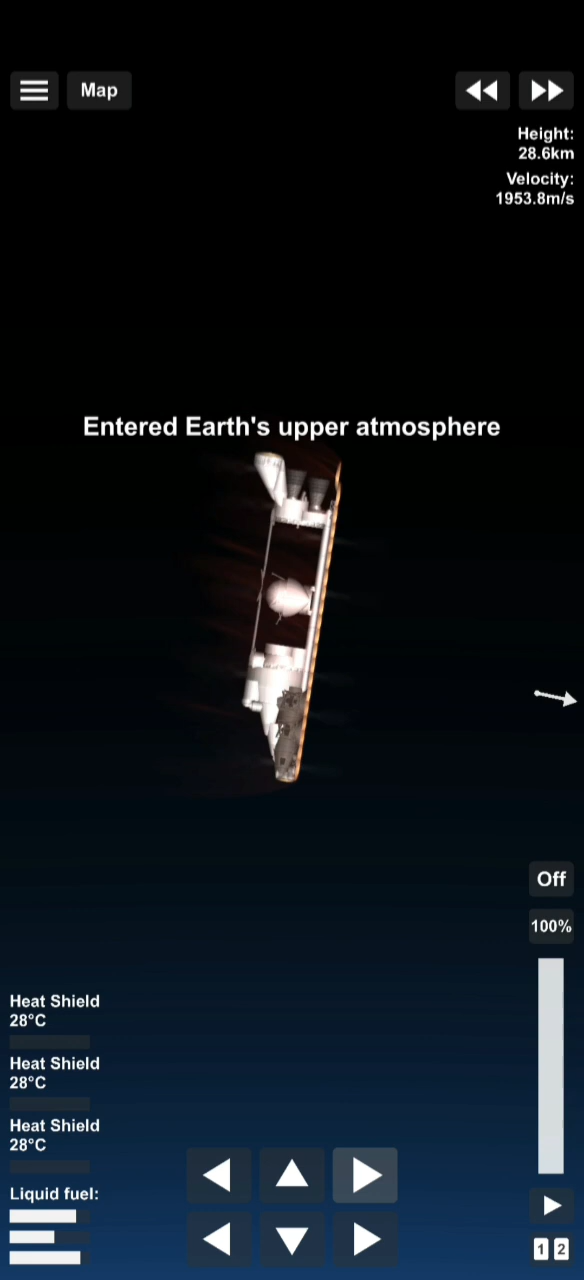 Map
Height:
28.6km
Velocity:
1953.8m/s
Entered Earth's upper atmosphere
Off
100%
Heat Shield
28°C
Heat Shield
28°C
Heat Shield
28°C
Liquid fuel:
1 2